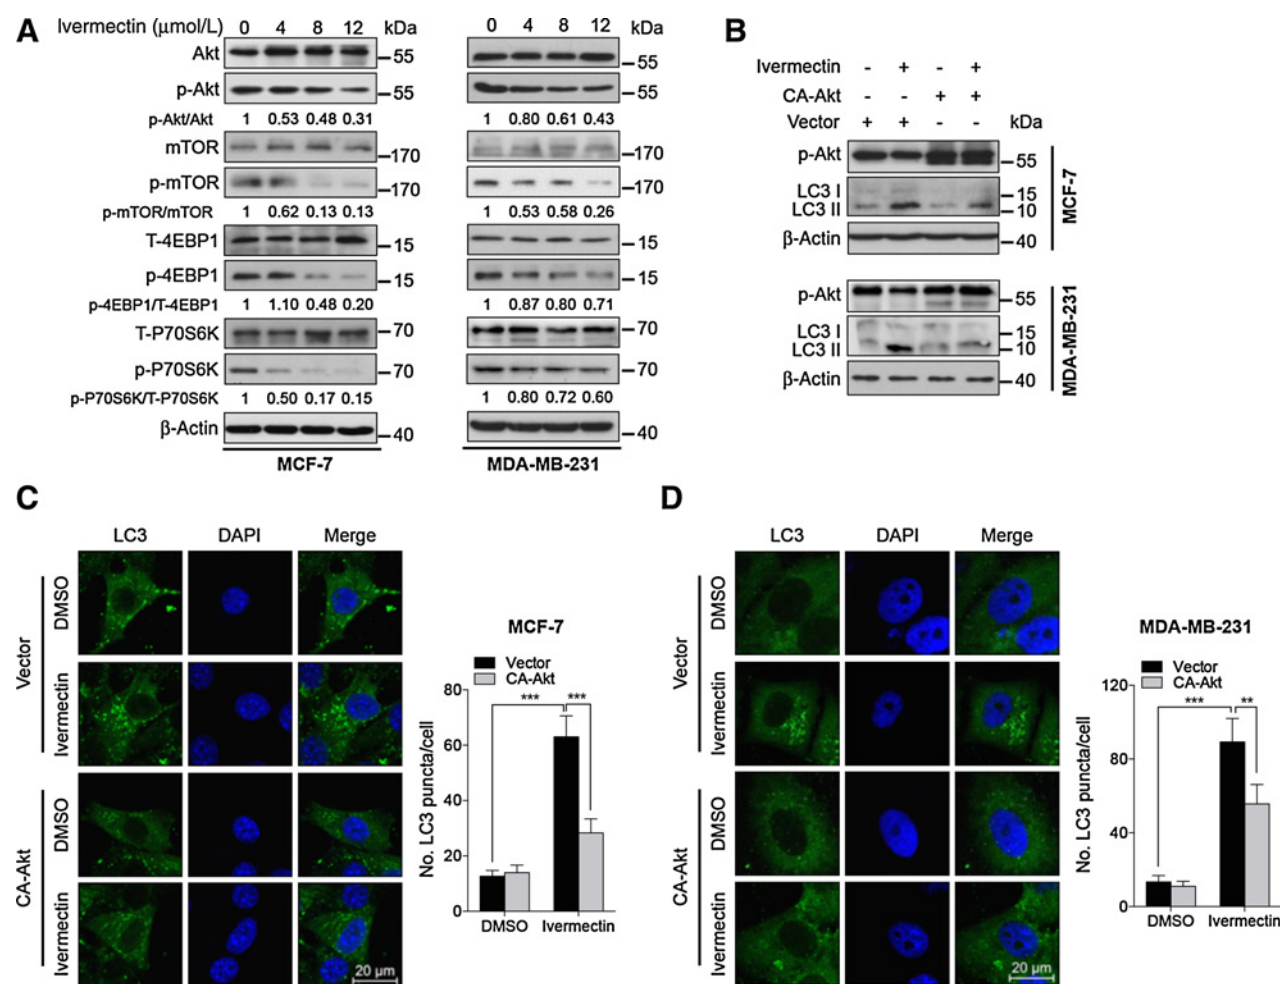 A
Ivermectin (μmol/L) 0 4 8 12 kDa 0 4 8 12 kDa
Akt 55 55
p-Akt 55 55
p-Akt/Akt 1 0.53 0.48 0.31 1 0.80 0.61 0.43
mTOR 170 170
p-mTOR 170 170
p-mTOR/mTOR 1 0.62 0.13 0.13 1 0.53 0.58 0.26
T-4EBP1 15 15
p-4EBP1 15 15
p-4EBP1/T-4EBP1 1 1.10 0.48 0.20 1 0.87 0.80 0.71
T-P70S6K 70 70
p-P70S6K 70 70
p-P70S6K/T-P70S6K 1 0.50 0.17 0.15 1 0.80 0.72 0.60
β-Actin 40 40
MCF-7 MDA-MB-231
B
Ivermectin - + - +
CA-Akt - - + +
Vector + + - - kDa
p-Akt 55
LC3 I 15
LC3 II 10
β-Actin 40
MCF-7
p-Akt 55
LC3 I 15
LC3 II 10
β-Actin 40
MDA-MB-231
C
LC3 DAPI Merge
Vector
DMSO
Ivermectin
CA-Akt
DMSO
Ivermectin
20 μm
MCF-7
Vector
CA-Akt
No. LC3 puncta/cell
80
60
40
20
0
*** ***
DMSO Ivermectin
D
LC3 DAPI Merge
Vector
DMSO
Ivermectin
CA-Akt
DMSO
Ivermectin
20 μm
MDA-MB-231
Vector
CA-Akt
No. LC3 puncta/cell
120
80
40
0
*** **
DMSO Ivermectin